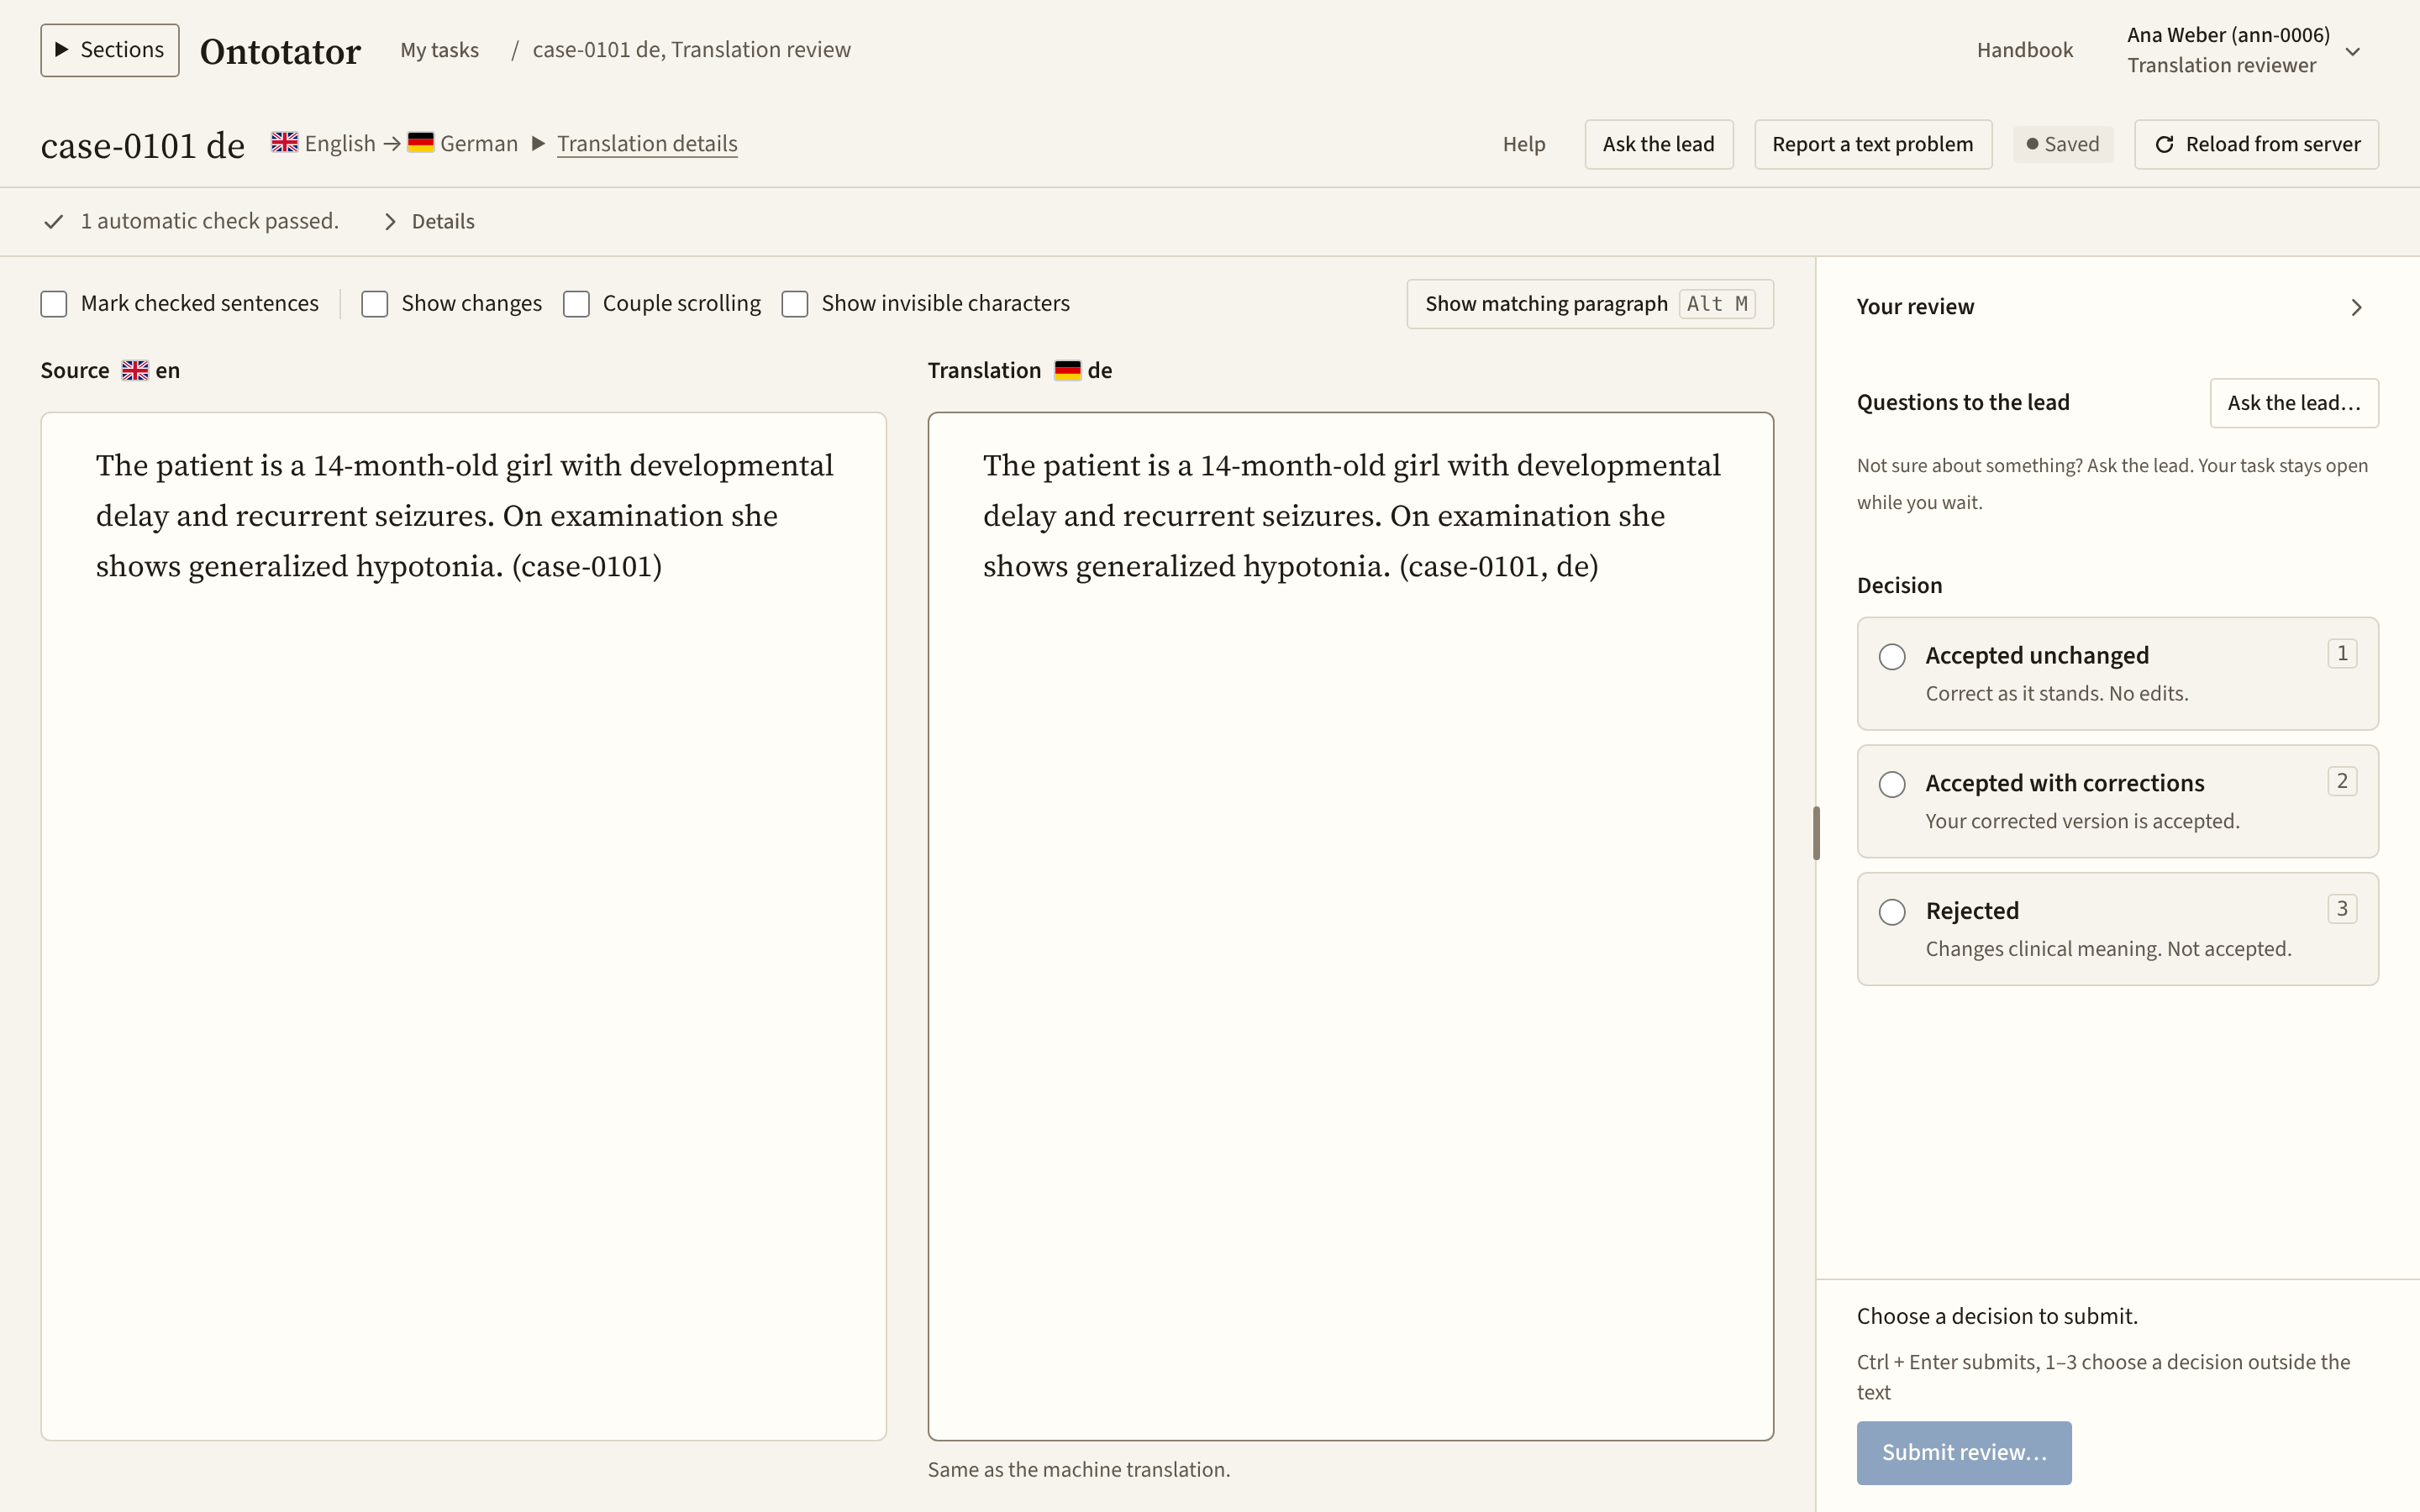 Sections
Ontotator
My tasks / case-0101 de, Translation review
Handbook
Ana Weber (ann-0006)
Translation reviewer
case-0101 de
English → German
Translation details
Help
Ask the lead
Report a text problem
Saved
Reload from server
1 automatic check passed.
Details
Mark checked sentences
Show changes
Couple scrolling
Show invisible characters
Show matching paragraph Alt M
Source en
The patient is a 14-month-old girl with developmental
delay and recurrent seizures. On examination she
shows generalized hypotonia. (case-0101)
Translation de
The patient is a 14-month-old girl with developmental
delay and recurrent seizures. On examination she
shows generalized hypotonia. (case-0101, de)
Same as the machine translation.
Your review
Questions to the lead
Ask the lead…
Not sure about something? Ask the lead. Your task stays open
while you wait.
Decision
Accepted unchanged 1
Correct as it stands. No edits.
Accepted with corrections 2
Your corrected version is accepted.
Rejected 3
Changes clinical meaning. Not accepted.
Choose a decision to submit.
Ctrl + Enter submits, 1–3 choose a decision outside the
text
Submit review…